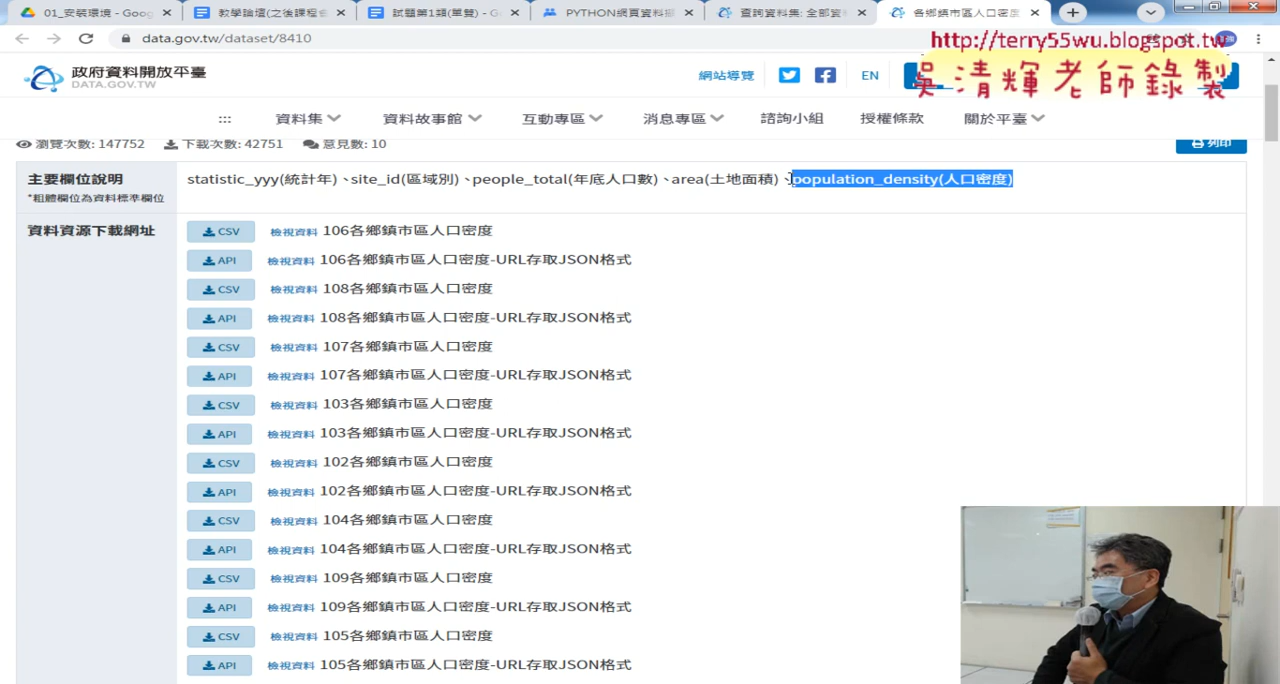 01_安裝環境 - Goog
教學論壇(之後課程會
試題第1類(單雙) - G
PYTHON網頁資料擷
查詢資料集: 全部資料
各鄉鎮市區人口密度
data.gov.tw/dataset/8410
http://terry55wu.blogspot.tw
吳清輝老師錄製
政府資料開放平臺
DATA.GOV.TW
網站導覽
EN
:::
資料集
資料故事館
互動專區
消息專區
諮詢小組
授權條款
關於平臺
瀏覽次數: 147752
下載次數: 42751
意見數: 10
列印
主要欄位說明
*粗體欄位為資料標準欄位
statistic_yyy(統計年)、site_id(區域別)、people_total(年底人口數)、area(土地面積)、population_density(人口密度)
資料資源下載網址
CSV 檢視資料 106各鄉鎮市區人口密度
API 檢視資料 106各鄉鎮市區人口密度-URL存取JSON格式
CSV 檢視資料 108各鄉鎮市區人口密度
API 檢視資料 108各鄉鎮市區人口密度-URL存取JSON格式
CSV 檢視資料 107各鄉鎮市區人口密度
API 檢視資料 107各鄉鎮市區人口密度-URL存取JSON格式
CSV 檢視資料 103各鄉鎮市區人口密度
API 檢視資料 103各鄉鎮市區人口密度-URL存取JSON格式
CSV 檢視資料 102各鄉鎮市區人口密度
API 檢視資料 102各鄉鎮市區人口密度-URL存取JSON格式
CSV 檢視資料 104各鄉鎮市區人口密度
API 檢視資料 104各鄉鎮市區人口密度-URL存取JSON格式
CSV 檢視資料 109各鄉鎮市區人口密度
API 檢視資料 109各鄉鎮市區人口密度-URL存取JSON格式
CSV 檢視資料 105各鄉鎮市區人口密度
API 檢視資料 105各鄉鎮市區人口密度-URL存取JSON格式